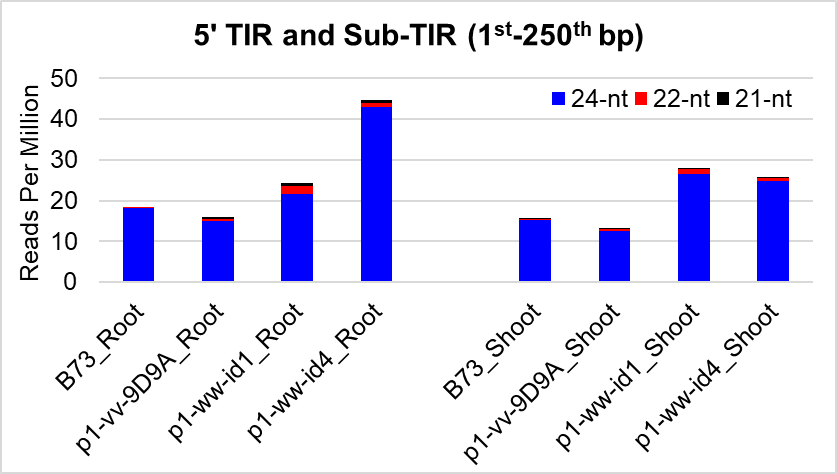 5' TIR and Sub-TIR (1st-250th bp)
24-nt 22-nt 21-nt
Reads Per Million
50
40
30
20
10
0
B73_Root
p1-vv-9D9A_Root
p1-ww-id1_Root
p1-ww-id4_Root
B73_Shoot
p1-vv-9D9A_Shoot
p1-ww-id1_Shoot
p1-ww-id4_Shoot